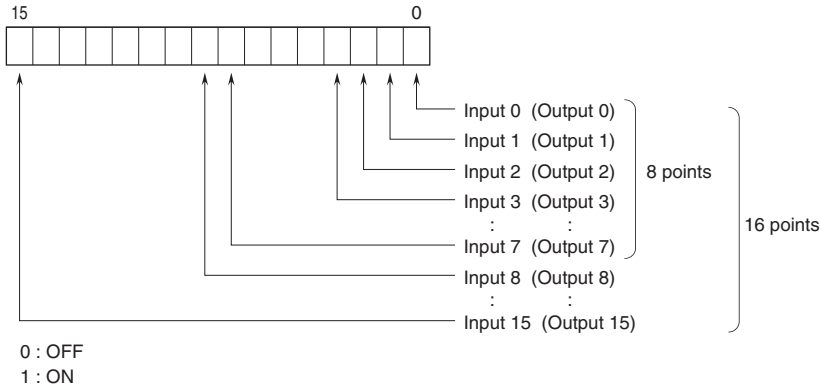 15 0
Input 0 (Output 0)
Input 1 (Output 1)
Input 2 (Output 2)
8 points
Input 3 (Output 3)
: :
16 points
Input 7 (Output 7)
Input 8 (Output 8)
: :
Input 15 (Output 15)
0 : OFF
1 : ON